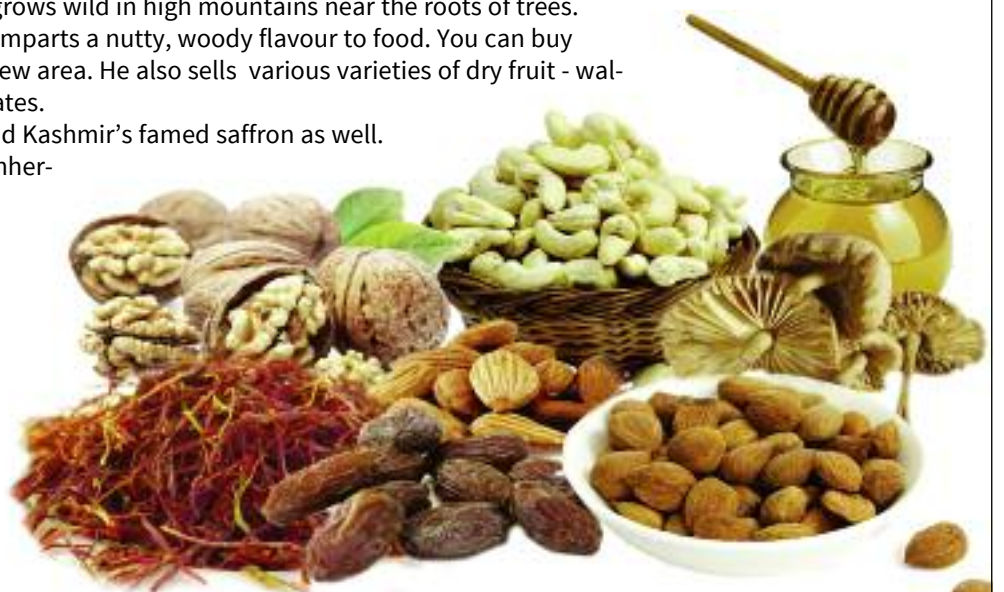 grows wild in high mountains near the roots of trees.
mparts a nutty, woody flavour to food. You can buy
ew area. He also sells various varieties of dry fruit - wal-
ates.
d Kashmir’s famed saffron as well.
nher-